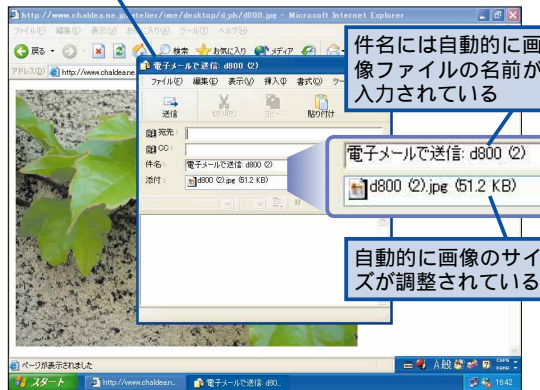 http://www.chaldea.ne.jp/atelier/ime/desktop/d_ph/d800.jpg - Microsoft Internet Explorer
ファイル(F) 編集(E) 表示(V) お気に入り(A) ツール(T) ヘルプ(H)
戻る 検索 お気に入り メディア
アドレス(D) http://www.chaldea.ne
件名には自動的に画
像ファイルの名前が
入力されている
電子メールで送信: d800 (2)
ファイル(F) 編集(E) 表示(V) 挿入(I) 書式(O) ツー
送信 切り取り コピー 貼り付け
宛先:
CC:
件名: 電子メールで送信: d800 (2)
添付: d800 (2).jpg (51.2 KB)
電子メールで送信: d800 (2)
d800 (2).jpg (51.2 KB)
自動的に画像のサイ
ズが調整されている
ページが表示されました
スタート http://www.chaldea.n... 電子メールで送信: d80... A 般 CAPS KANA 16:42